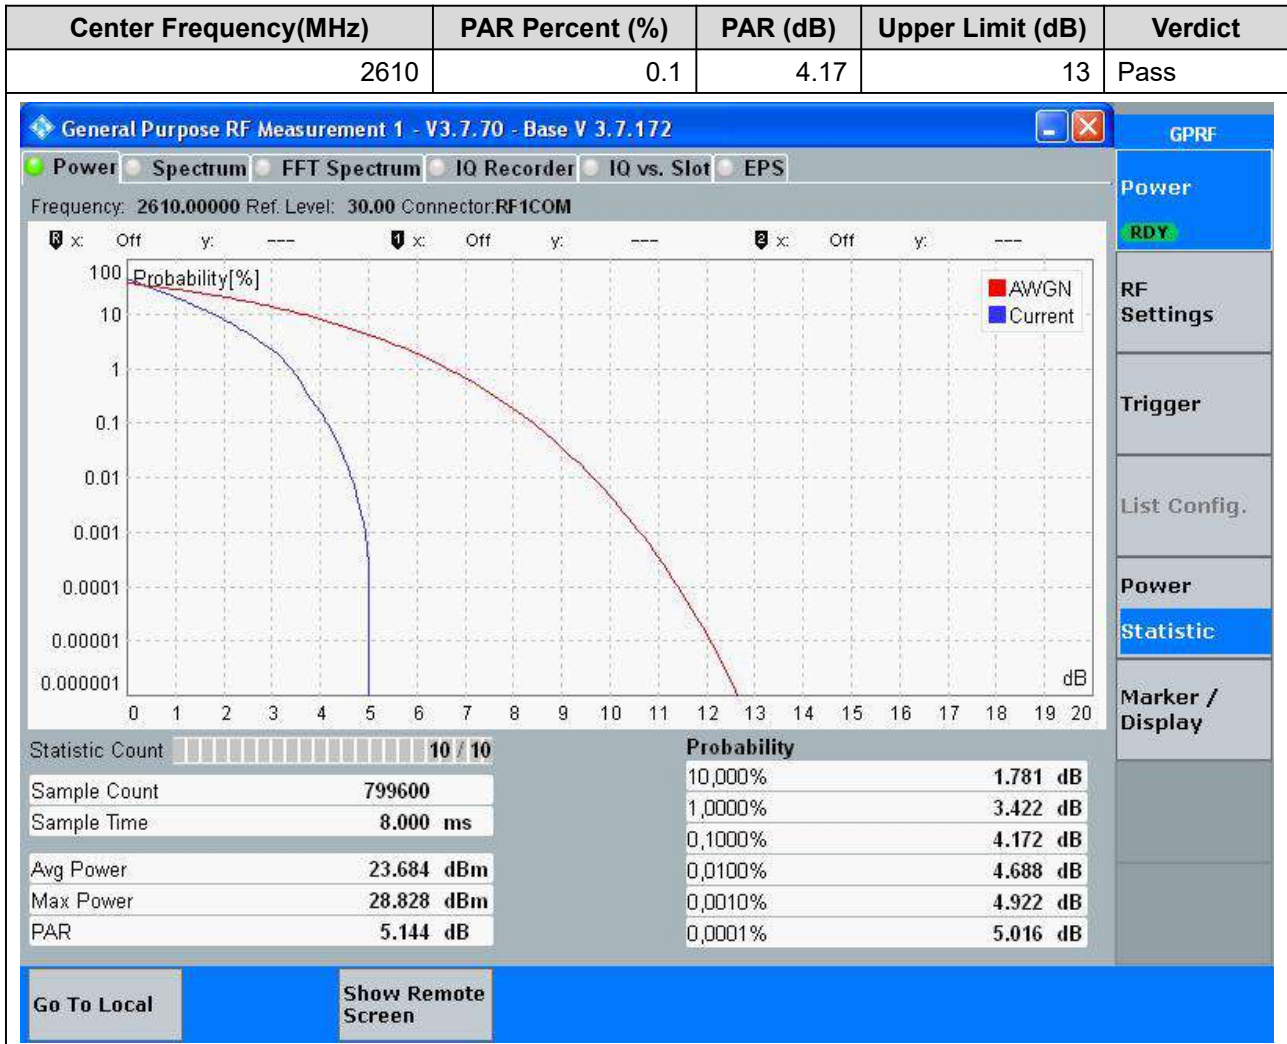 Center Frequency(MHz) PAR Percent (%) PAR (dB) Upper Limit (dB) Verdict
2610 0.1 4.17 13 Pass
General Purpose RF Measurement 1 - V3.7.70 - Base V 3.7.172
GPRF
Power Spectrum FFT Spectrum IQ Recorder IQ vs. Slot EPS
Power
RDY
Frequency: 2610.00000 Ref. Level: 30.00 Connector:RF1COM
R x: Off y: --- 1 x: Off y: --- 2 x: Off y: ---
Probability[%]
AWGN
Current
100
10
1
0.1
0.01
0.001
0.0001
0.00001
0.000001
dB
0 1 2 3 4 5 6 7 8 9 10 11 12 13 14 15 16 17 18 19 20
RF
Settings
Trigger
List Config.
Power
Statistic
Marker /
Display
Statistic Count 10 / 10
Sample Count 799600
Sample Time 8.000 ms
Avg Power 23.684 dBm
Max Power 28.828 dBm
PAR 5.144 dB
Probability
10,000% 1.781 dB
1,0000% 3.422 dB
0,1000% 4.172 dB
0,0100% 4.688 dB
0,0010% 4.922 dB
0,0001% 5.016 dB
Go To Local
Show Remote
Screen